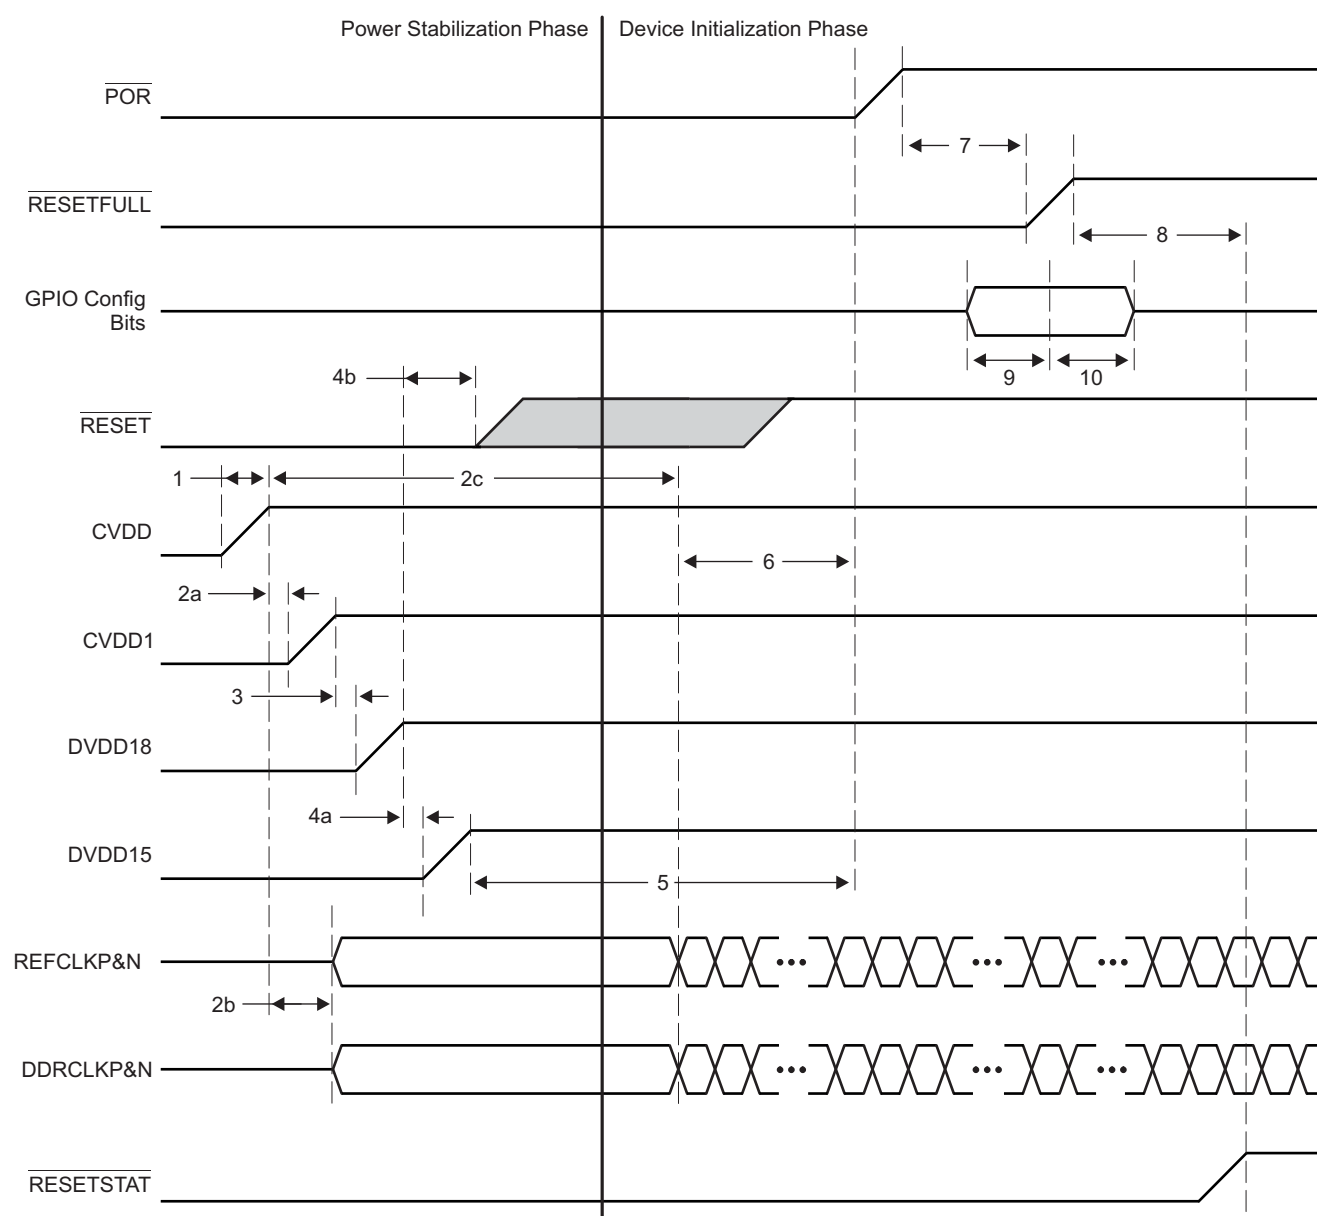 Power Stabilization Phase
Device Initialization Phase
POR
7
RESETFULL
8
GPIO Config
Bits
9
10
4b
RESET
1
2c
CVDD
6
2a
CVDD1
3
DVDD18
4a
DVDD15
5
REFCLKP&N
2b
DDRCLKP&N
RESETSTAT